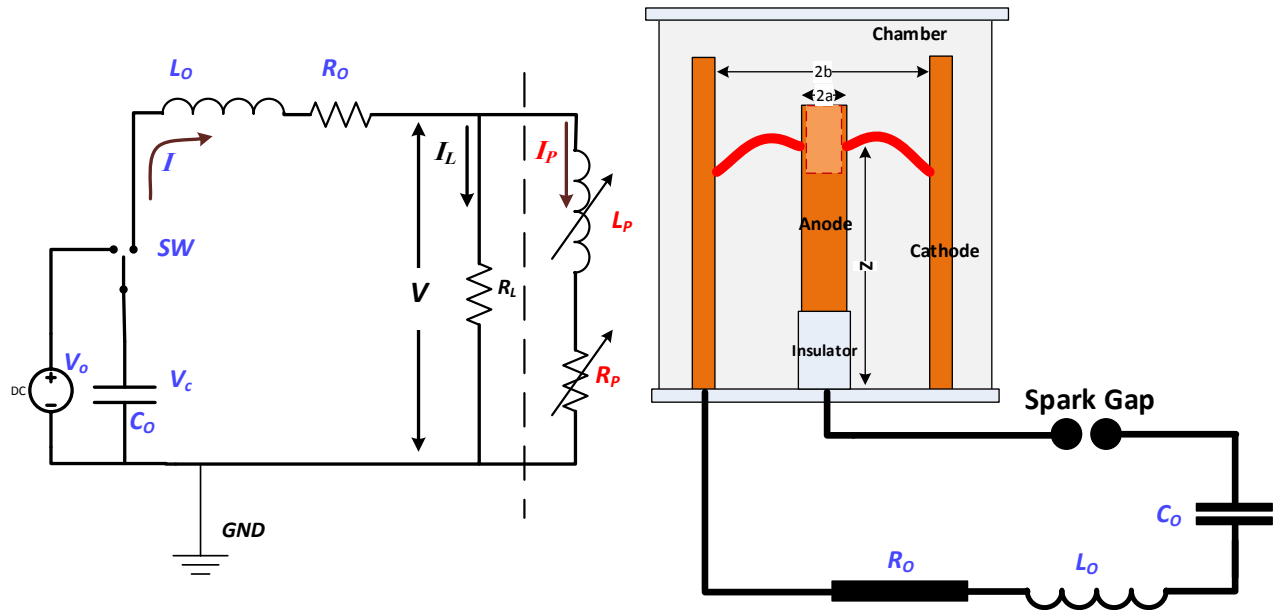 L_O
R_O
I
I_L
I_P
L_P
SW
V
R_L
V_o
DC
V_c
C_O
R_P
GND
Chamber
2b
2a
Anode
Cathode
Z
Insulator
Spark Gap
C_O
R_O
L_O